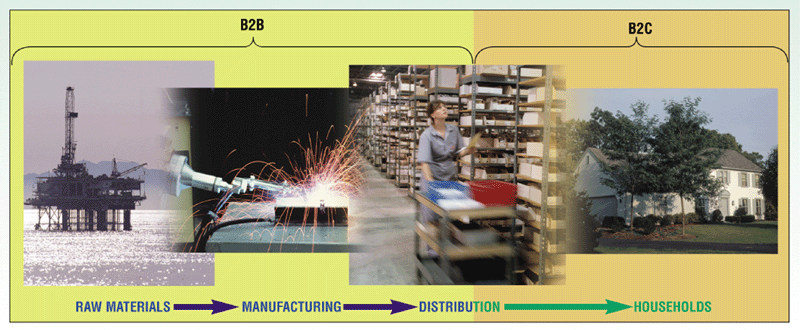 B2B
B2C
RAW MATERIALS MANUFACTURING DISTRIBUTION HOUSEHOLDS